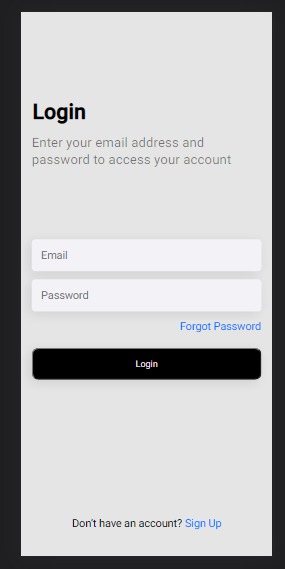 Login
Enter your email address and
password to access your account
Email
Password
Forgot Password
Login
Don't have an account? Sign Up